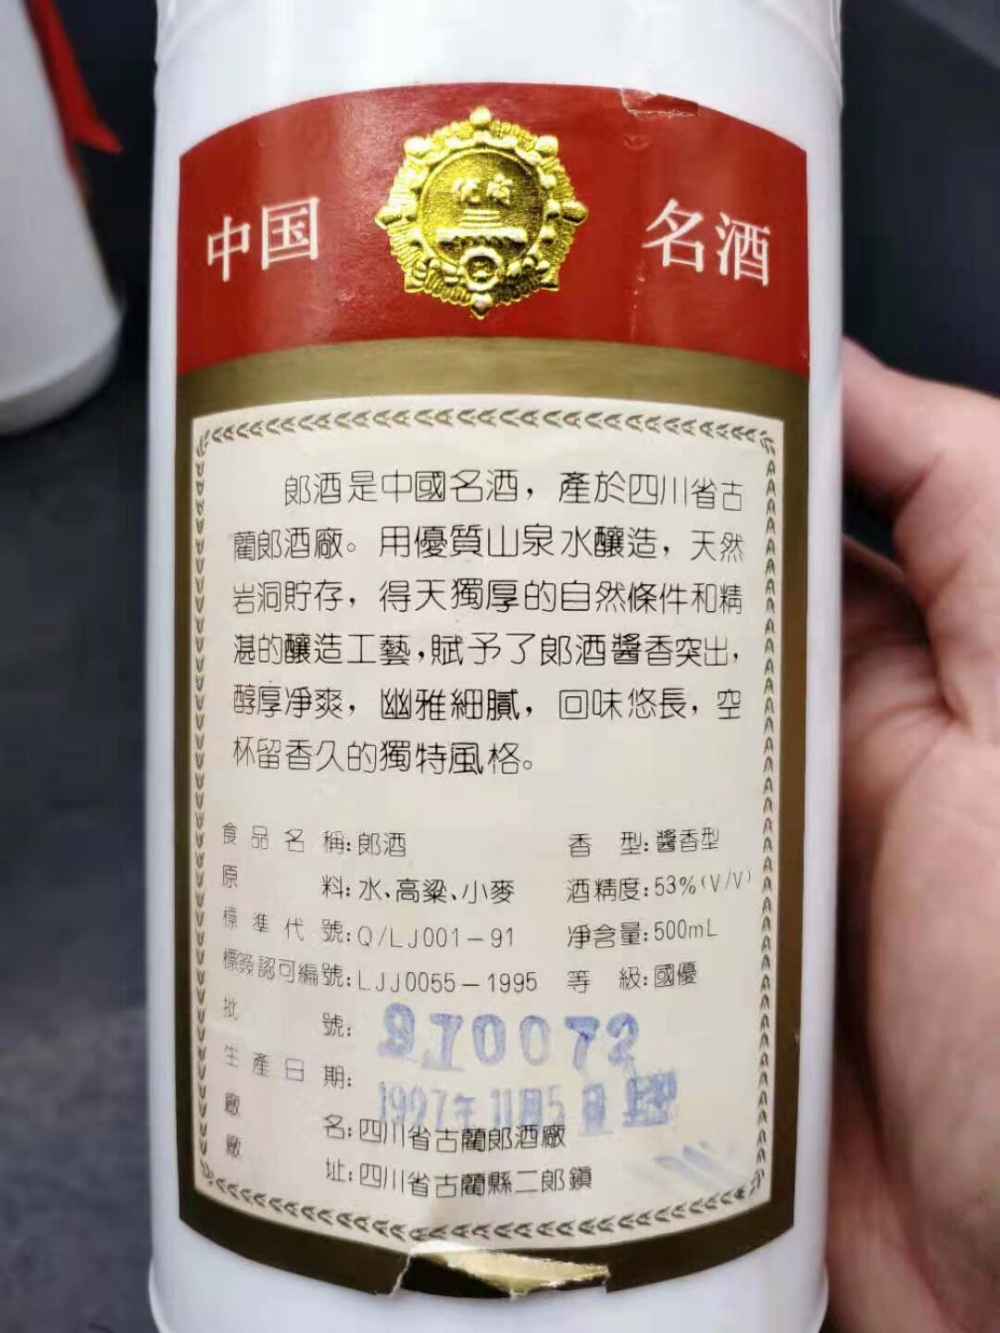 中国
名酒
郎酒是中國名酒，產於四川省古
藺郎酒廠。用優質山泉水釀造，天然
岩洞貯存，得天獨厚的自然條件和精
湛的釀造工藝，賦予了郎酒醬香突出，
醇厚净爽，幽雅細膩，回味悠長，空
杯留香久的獨特風格。
食品名稱：郎酒 香型：醬香型
原料：水、高粱、小麥 酒精度：53%(V/V)
標準代號：Q/LJ001－91 净含量：500mL
標簽認可編號：LJJ0055－1995 等級：國優
批號：970073
生產日期：1997年11月5日
廠名：四川省古藺郎酒廠
廠址：四川省古藺縣二郎鎮